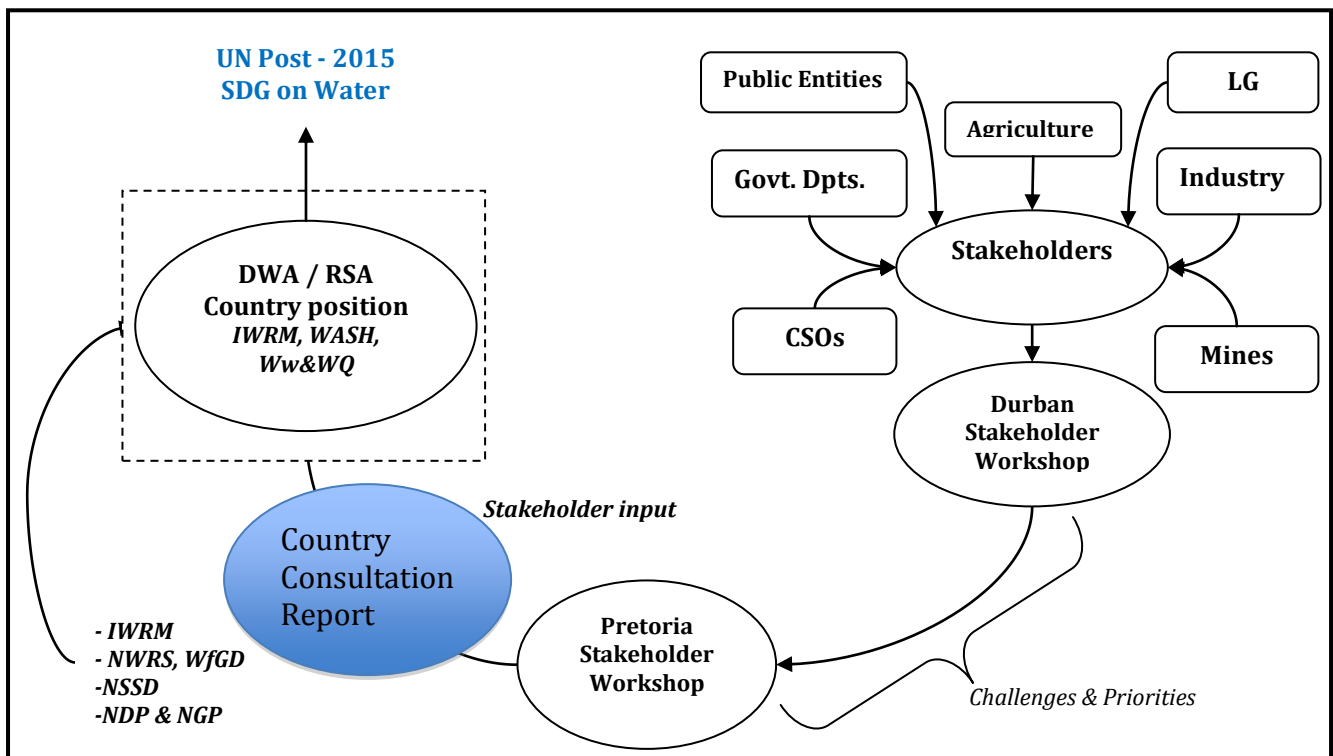 UN Post - 2015
SDG on Water
DWA / RSA
Country position
IWRM, WASH,
Ww&WQ
Public Entities
LG
Agriculture
Govt. Dpts.
Industry
Stakeholders
CSOs
Mines
Durban
Stakeholder
Workshop
Stakeholder input
Country
Consultation
Report
Pretoria
Stakeholder
Workshop
Challenges & Priorities
- IWRM
- NWRS, WfGD
-NSSD
-NDP & NGP